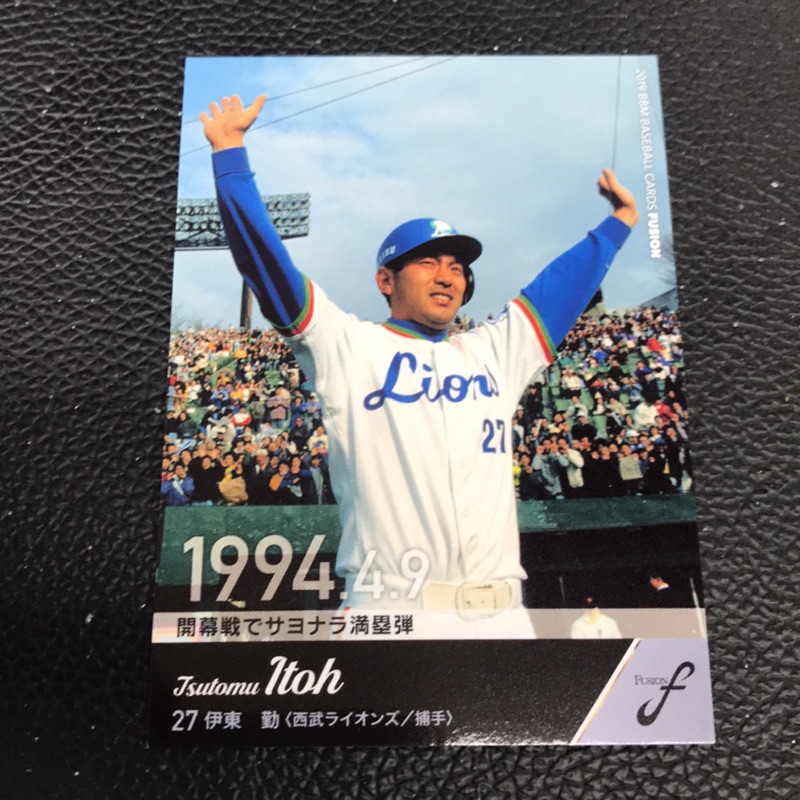 2019 BBM BASEBALL CARDS FUSION
Lions
27
1994.4.9
開幕戦でサヨナラ満塁弾
Tsutomu Itoh
27 伊東 勤〈西武ライオンズ/捕手〉
FUSION
f